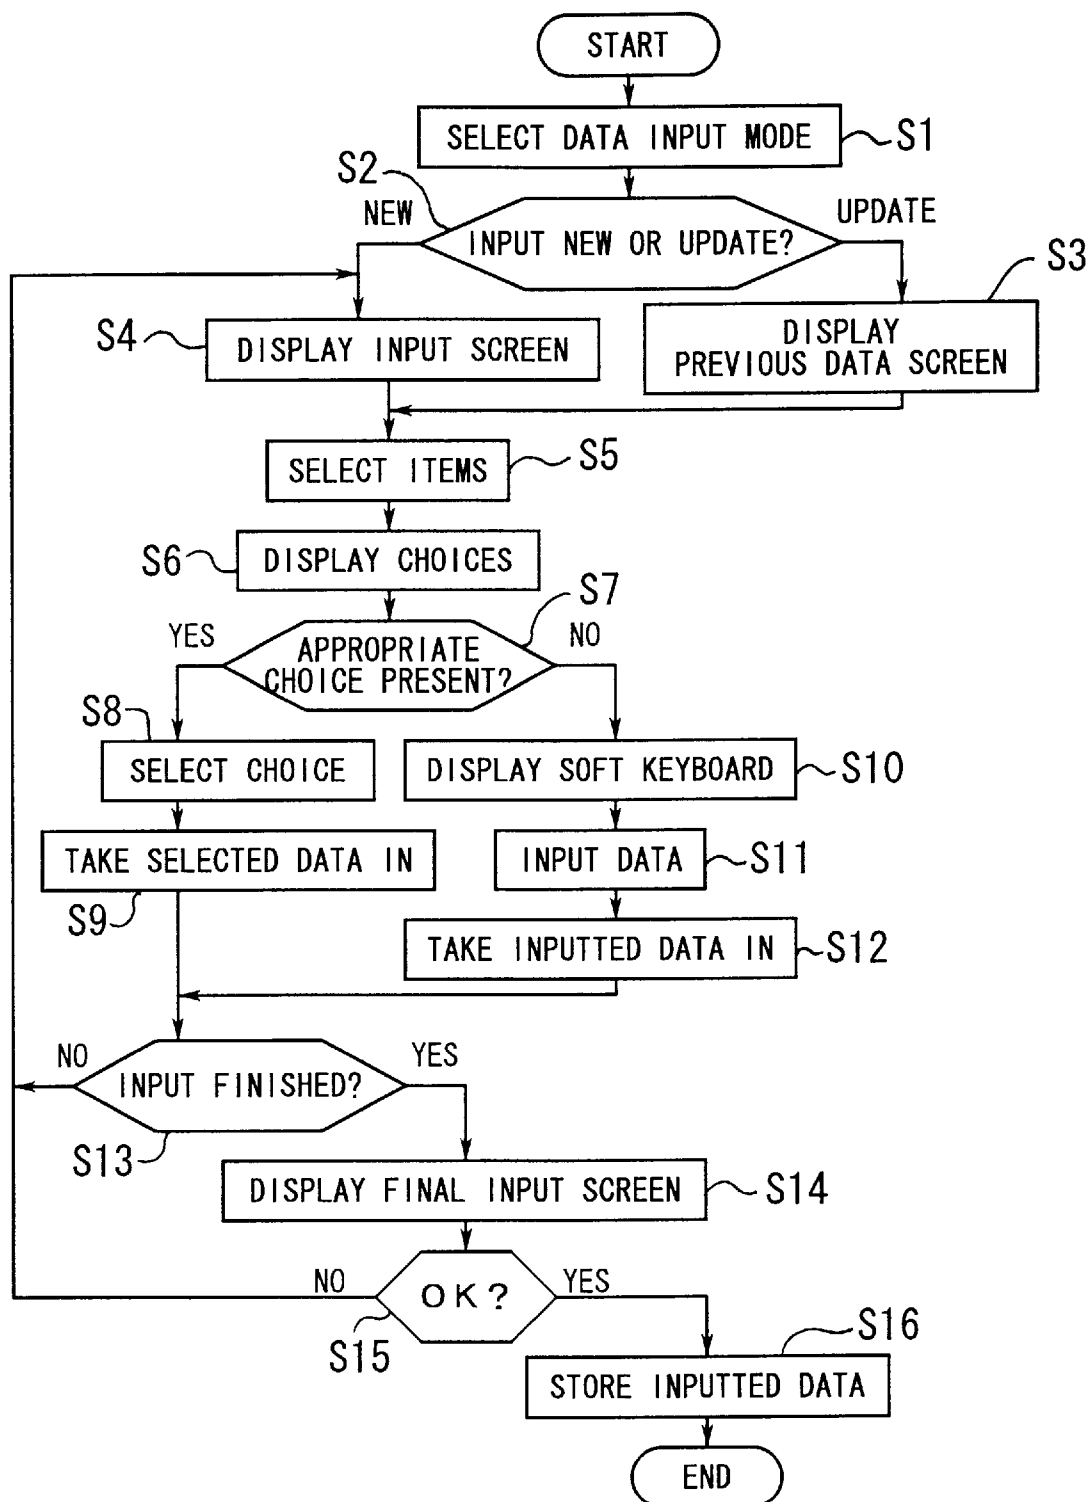 START
SELECT DATA INPUT MODE
S1
S2
NEW
UPDATE
INPUT NEW OR UPDATE?
S3
S4
DISPLAY INPUT SCREEN
DISPLAY
PREVIOUS DATA SCREEN
SELECT ITEMS
S5
S6
DISPLAY CHOICES
S7
YES
NO
APPROPRIATE
CHOICE PRESENT?
S8
SELECT CHOICE
DISPLAY SOFT KEYBOARD
S10
TAKE SELECTED DATA IN
INPUT DATA
S11
S9
TAKE INPUTTED DATA IN
S12
NO
YES
INPUT FINISHED?
S13
DISPLAY FINAL INPUT SCREEN
S14
NO
YES
OK?
S15
S16
STORE INPUTTED DATA
END